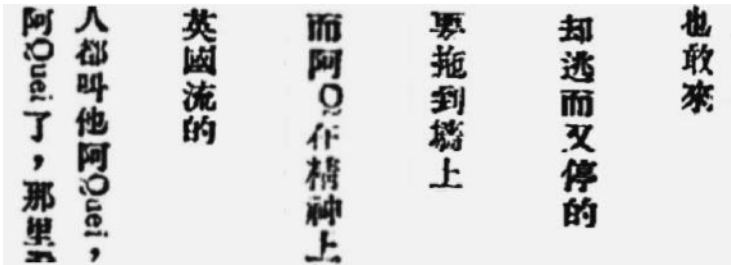 也敢來
却逃而又停的
要拖到墻上
而阿Q在精神上
英國流的
人都叫他阿Quei，
阿Quei了，那里